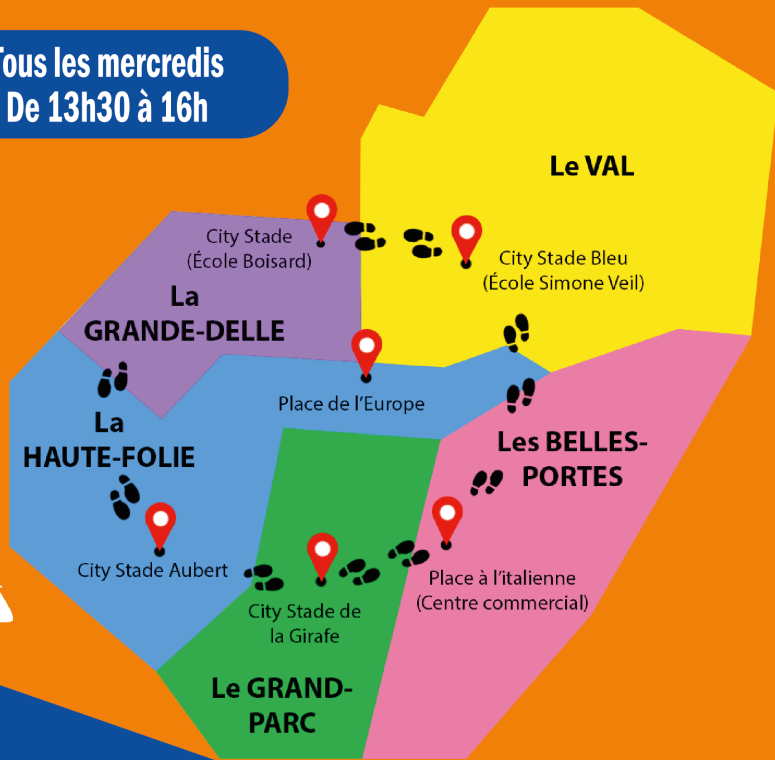 Tous les mercredis
De 13h30 à 16h
Le VAL
City Stade
(École Boisard)
City Stade Bleu
(École Simone Veil)
La
GRANDE-DELLE
Place de l'Europe
La
HAUTE-FOLIE
Les BELLES-
PORTES
City Stade Aubert
Place à l'italienne
(Centre commercial)
City Stade de
la Girafe
Le GRAND-
PARC